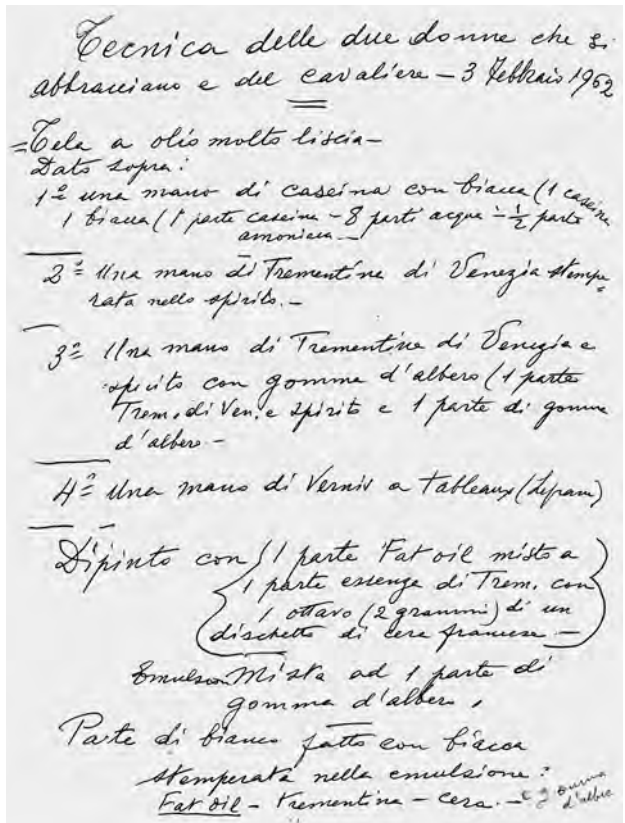 Tecnica delle due donne che si
abbracciano e del cavaliere – 3 Febbraio 1962
=Tela a olio molto liscia –
Dato sopra:
1º una mano di caseina con biacca (1 caseina
1 biacca (1 parte caseina – 8 parti acqua – ½ parte
amoniaca –
2º Una mano di Trementina di Venezia stempe=
rata nello spirito. –
3º Una mano di Trementina di Venezia e
spirito con gomma d'albero (1 parte
Trem. di Ven. e spirito e 1 parte di gomma
d'albero –
4º Una mano di Vernis a tableaux (Lefranc)
Dipinto con (1 parte Fat oil misto a
1 parte essenza di Trem. con
1 ottavo (2 grammi) di un
dischetto di cera francese –)
Emulsion Mista ad 1 parte di
gomma d'albero,
Parte di bianco fatto con biacca
stemperata nella emulsione:
Fat oil – trementina – cera. – e gomma
d'albero